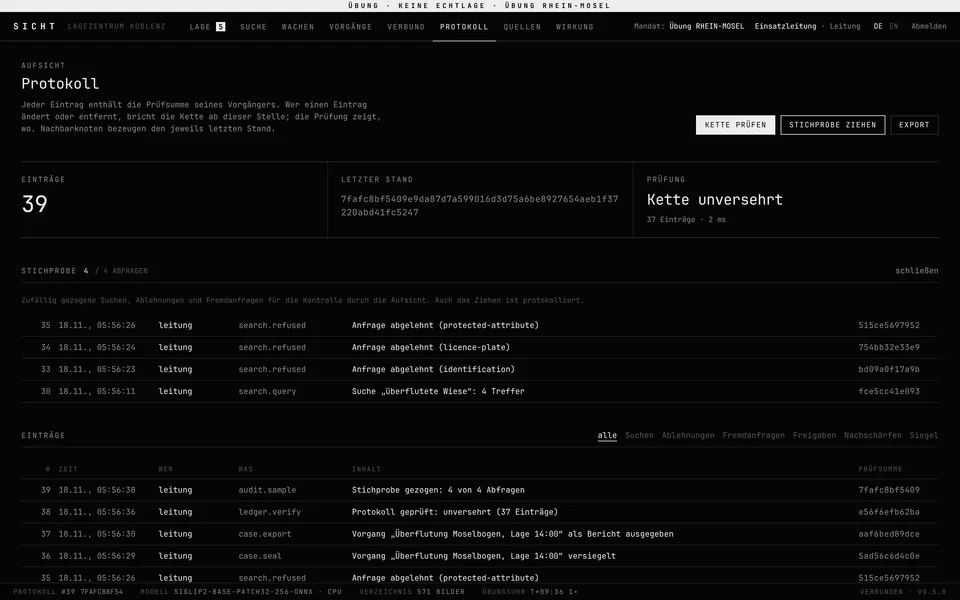 ÜBUNG · KEINE ECHTLAGE · ÜBUNG RHEIN-MOSEL
SICHT LAGEZENTRUM KOBLENZ LAGE 5 SUCHE WACHEN VORGÄNGE VERBUND PROTOKOLL QUELLEN WIRKUNG Mandat: Übung RHEIN-MOSEL Einsatzleitung · Leitung DE EN Abmelden
AUFSICHT
Protokoll
Jeder Eintrag enthält die Prüfsumme seines Vorgängers. Wer einen Eintrag
ändert oder entfernt, bricht die Kette ab dieser Stelle; die Prüfung zeigt,
wo. Nachbarknoten bezeugen den jeweils letzten Stand.
KETTE PRÜFEN STICHPROBE ZIEHEN EXPORT
EINTRÄGE
39
LETZTER STAND
7fafc8bf5409e9da87d7a599016d3d75a6be8927654aeb1f37
220abd41fc5247
PRÜFUNG
Kette unversehrt
37 Einträge · 2 ms
STICHPROBE 4 / 4 ABFRAGEN schließen
Zufällig gezogene Suchen, Ablehnungen und Fremdanfragen für die Kontrolle durch die Aufsicht. Auch das Ziehen ist protokolliert.
35 18.11., 05:56:26 leitung search.refused Anfrage abgelehnt (protected-attribute) 515ce5697952
34 18.11., 05:56:24 leitung search.refused Anfrage abgelehnt (licence-plate) 754bb32e33e9
33 18.11., 05:56:23 leitung search.refused Anfrage abgelehnt (identification) bd09a0f17a9b
30 18.11., 05:56:11 leitung search.query Suche „überflutete Wiese“: 4 Treffer fce5cc41e093
EINTRÄGE alle Suchen Ablehnungen Fremdanfragen Freigaben Nachschärfen Siegel
# ZEIT WER WAS INHALT PRÜFSUMME
39 18.11., 05:56:38 leitung audit.sample Stichprobe gezogen: 4 von 4 Abfragen 7fafc8bf5409
38 18.11., 05:56:36 leitung ledger.verify Protokoll geprüft: unversehrt (37 Einträge) e56f6efb62ba
37 18.11., 05:56:30 leitung case.export Vorgang „Überflutung Moselbogen, Lage 14:00“ als Bericht ausgegeben aaf6bed89dce
36 18.11., 05:56:29 leitung case.seal Vorgang „Überflutung Moselbogen, Lage 14:00“ versiegelt 5ad56c6d4c0e
35 18.11., 05:56:26 leitung search.refused Anfrage abgelehnt (protected-attribute) 515ce5697952
PROTOKOLL #39 7FAFC8BF54 MODELL SIGLIP2-BASE-PATCH32-256-ONNX · CPU VERZEICHNIS 571 BILDER ÜBUNGSUHR T+09:36 1× VERBUNDEN · V0.5.0